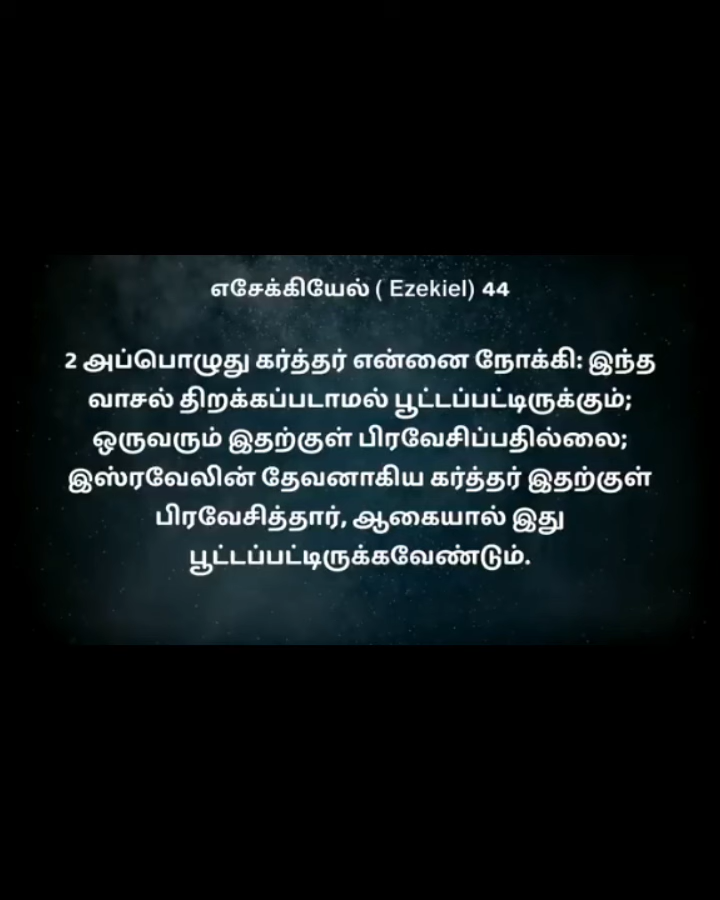 எசேக்கியேல் ( Ezekiel) 44
2 அப்பொழுது கர்த்தர் என்னை நோக்கி: இந்த
வாசல் திறக்கப்படாமல் பூட்டப்பட்டிருக்கும்;
ஒருவரும் இதற்குள் பிரவேசிப்பதில்லை;
இஸ்ரவேலின் தேவனாகிய கர்த்தர் இதற்குள்
பிரவேசித்தார், ஆகையால் இது
பூட்டப்பட்டிருக்கவேண்டும்.